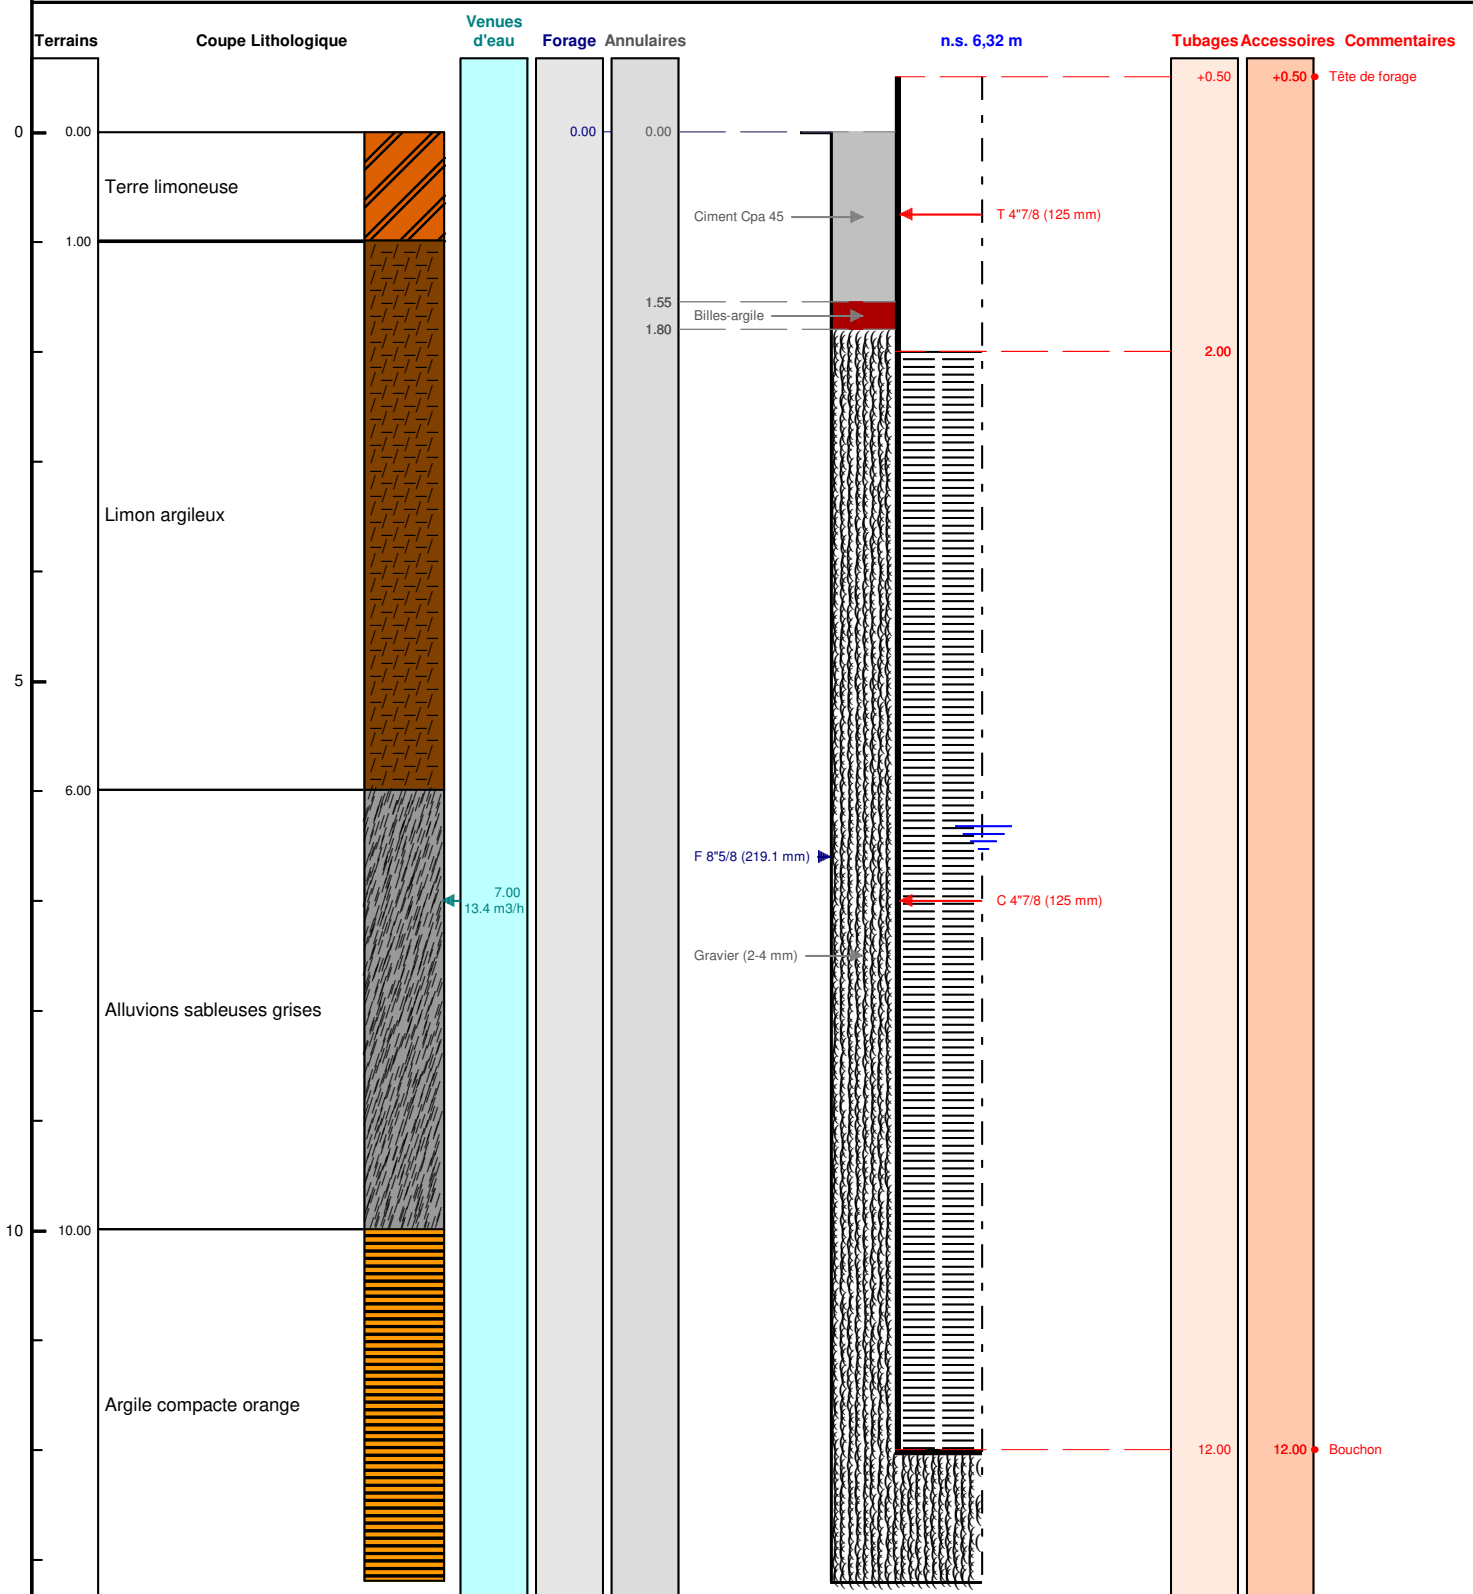 Terrains
Coupe Lithologique
Venues
d'eau
Forage
Annulaires
n.s. 6,32 m
Tubages
Accessoires
Commentaires
+0.50
+0.50
Tête de forage
0
0.00
0.00
0.00
Terre limoneuse
Ciment Cpa 45
T 4"7/8 (125 mm)
1.00
1.55
Billes-argile
1.80
2.00
Limon argileux
5
6.00
F 8"5/8 (219.1 mm)
7.00
13.4 m3/h
C 4"7/8 (125 mm)
Gravier (2-4 mm)
Alluvions sableuses grises
10
10.00
Argile compacte orange
12.00
12.00
Bouchon